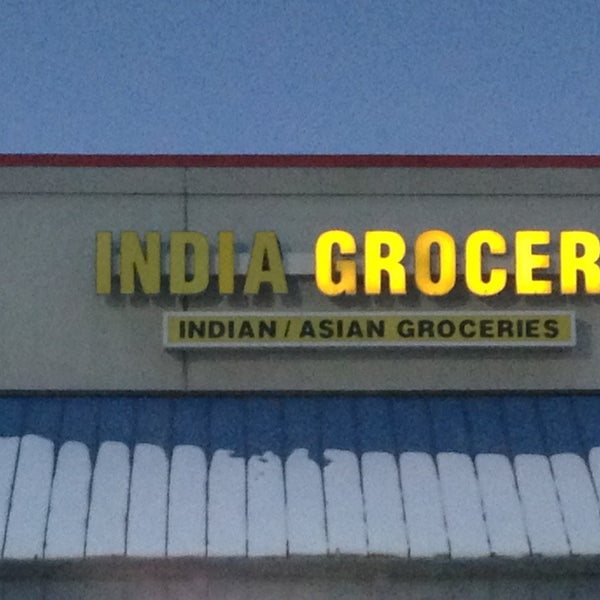 INDIA GROCER
INDIAN / ASIAN GROCERIES